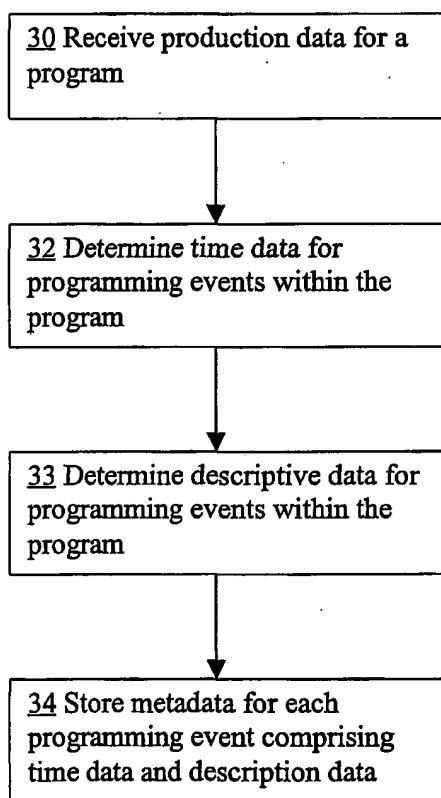 30 Receive production data for a
program
32 Determine time data for
programming events within the
program
33 Determine descriptive data for
programming events within the
program
34 Store metadata for each
programming event comprising
time data and description data